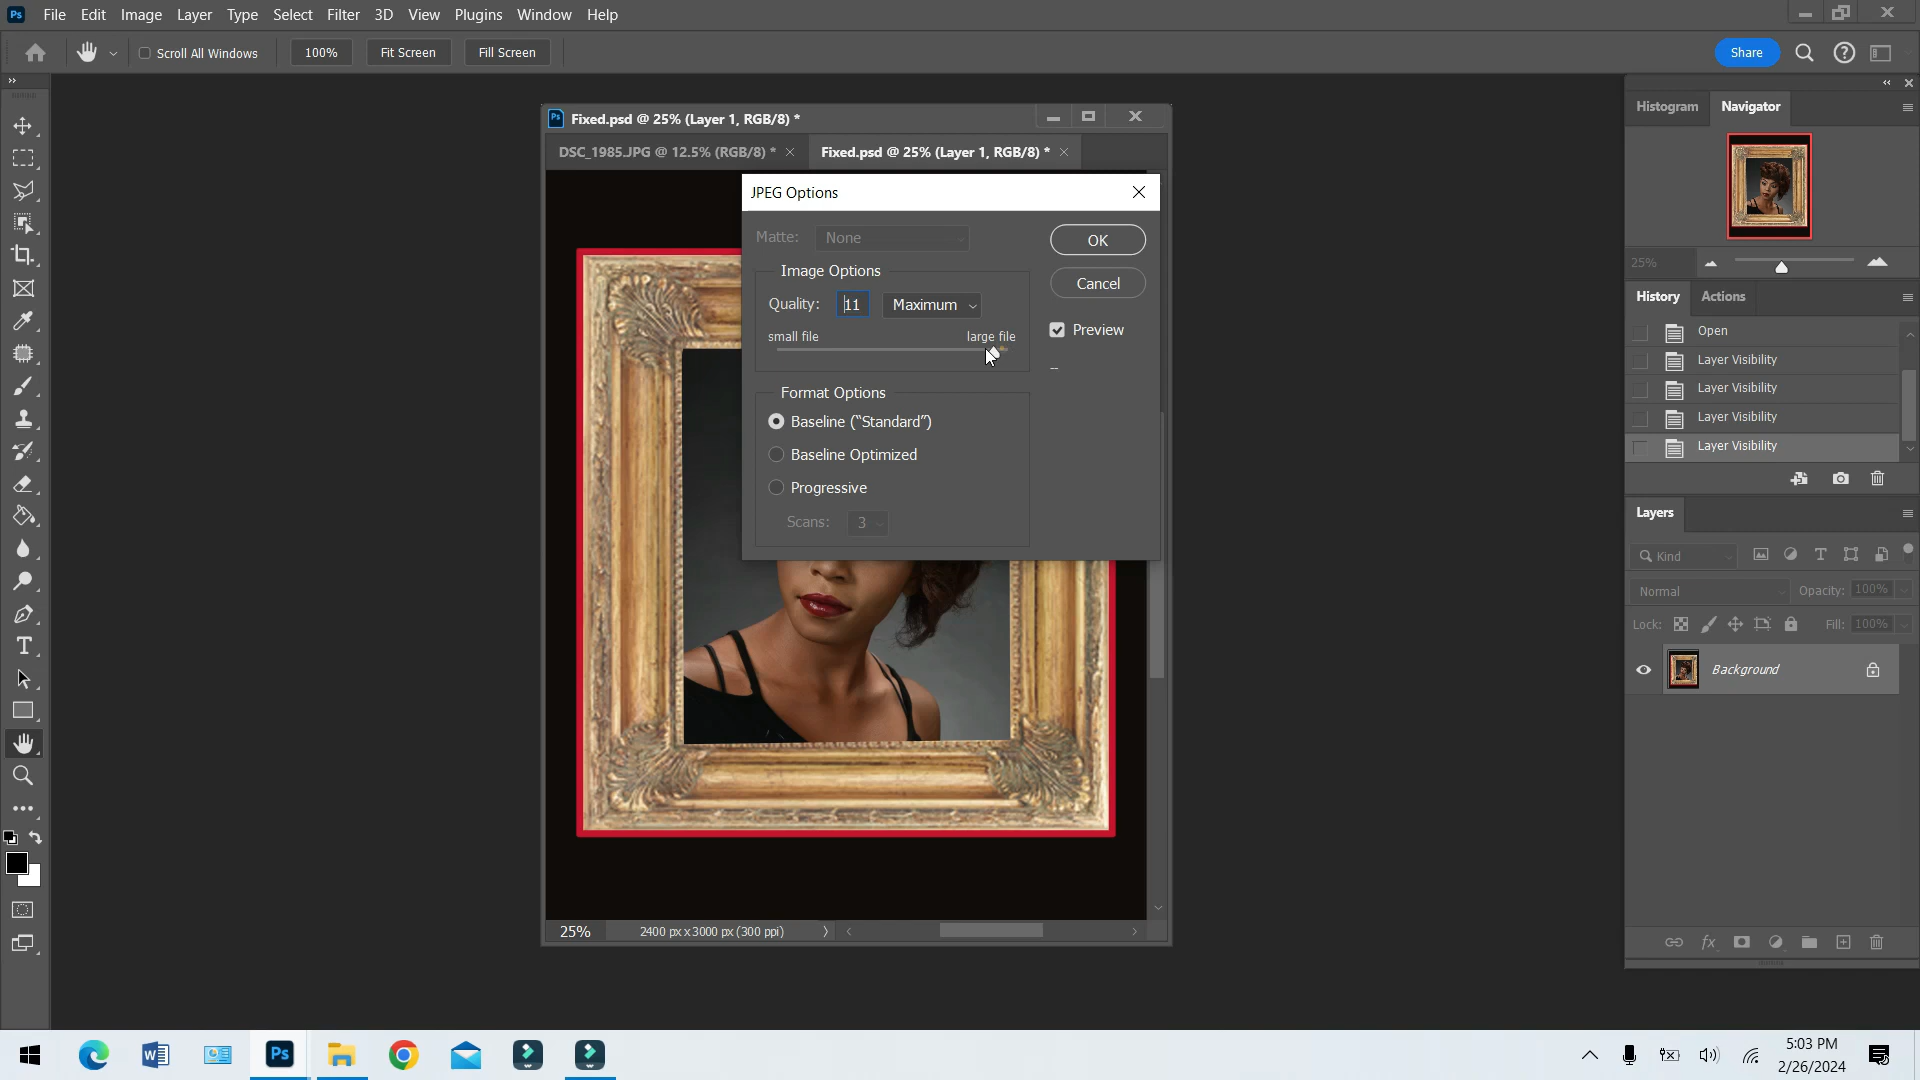 Ps File Edit Image Layer Type Select Filter 3D View Plugins Window Help
Scroll All Windows 100% Fit Screen Fill Screen Share
Histogram Navigator
Ps Fixed.psd @ 25% (Layer 1, RGB/8) *
DSC_1985.JPG @ 12.5% (RGB/8) * Fixed.psd @ 25% (Layer 1, RGB/8) *
JPEG Options
Matte: None
OK
Image Options
Cancel
Quality: 11 Maximum
Preview
small file large file
--
Format Options
Baseline (“Standard”)
Baseline Optimized
Progressive
Scans: 3
25% 2400 px x 3000 px (300 ppi)
25%
History Actions
Open
Layer Visibility
Layer Visibility
Layer Visibility
Layer Visibility
Layers
Kind
Normal Opacity: 100%
Lock: Fill: 100%
Background
fx
W Ps
5:03 PM
2/26/2024